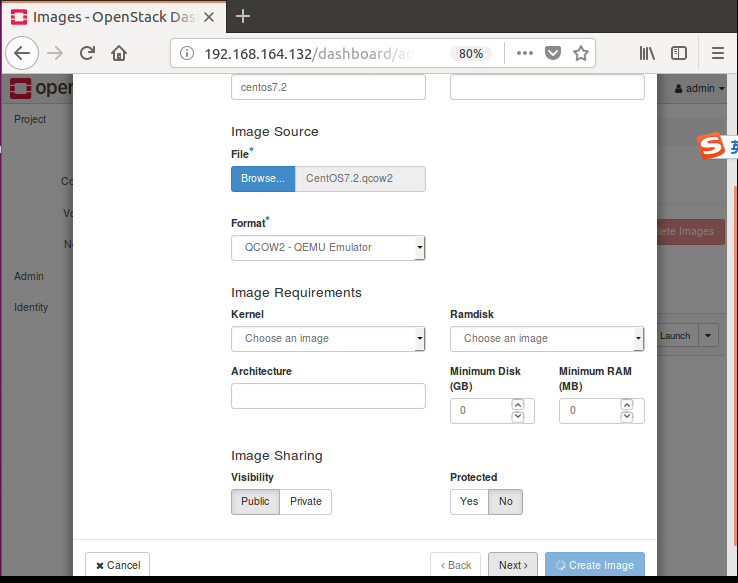 Images - OpenStack Das
192.168.164.132/dashboard/ad
80%
open
admin
centos7.2
Project
Image Source
File*
Browse...
CentOS7.2.qcow2
英
Co
Vo
Ne
Format*
QCOW2 - QEMU Emulator
lete Images
Admin
Identity
Image Requirements
Kernel
Ramdisk
Choose an image
Choose an image
Launch
Architecture
Minimum Disk
(GB)
Minimum RAM
(MB)
0
0
Image Sharing
Visibility
Protected
Public
Private
Yes
No
Cancel
‹ Back
Next ›
Create Image